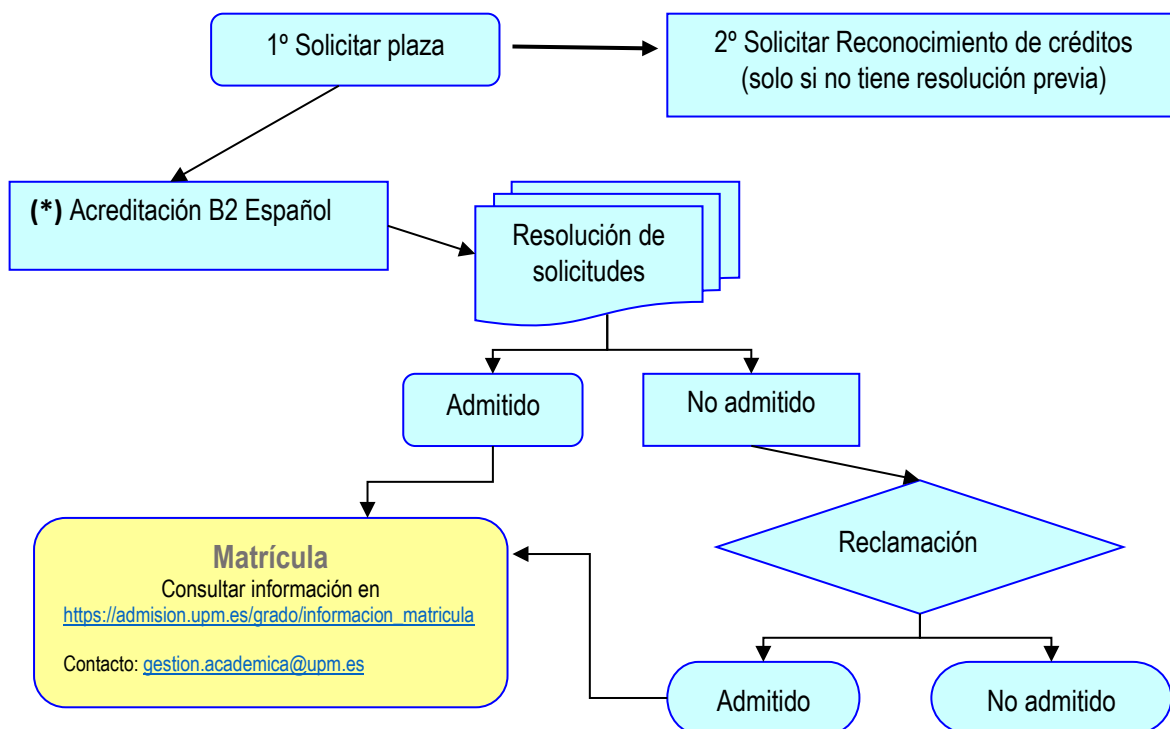 1º Solicitar plaza
2º Solicitar Reconocimiento de créditos
(solo si no tiene resolución previa)
(*) Acreditación B2 Español
Resolución de
solicitudes
Admitido
No admitido
Reclamación
Matrícula
Consultar información en
https://admision.upm.es/grado/informacion_matricula
Contacto: gestion.academica@upm.es
Admitido
No admitido